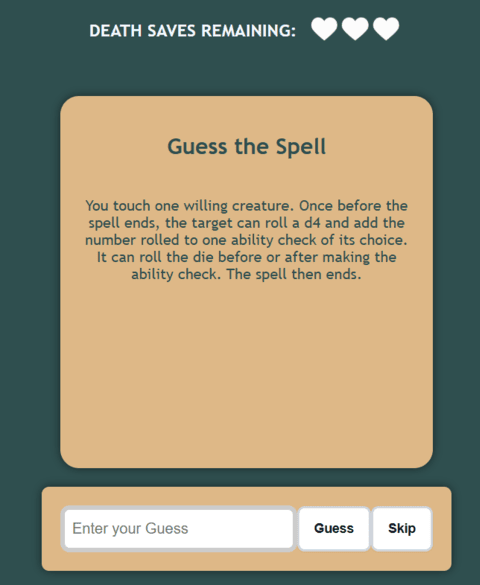 DEATH SAVES REMAINING:
Guess the Spell
You touch one willing creature. Once before the
spell ends, the target can roll a d4 and add the
number rolled to one ability check of its choice.
It can roll the die before or after making the
ability check. The spell then ends.
Enter your Guess Guess Skip